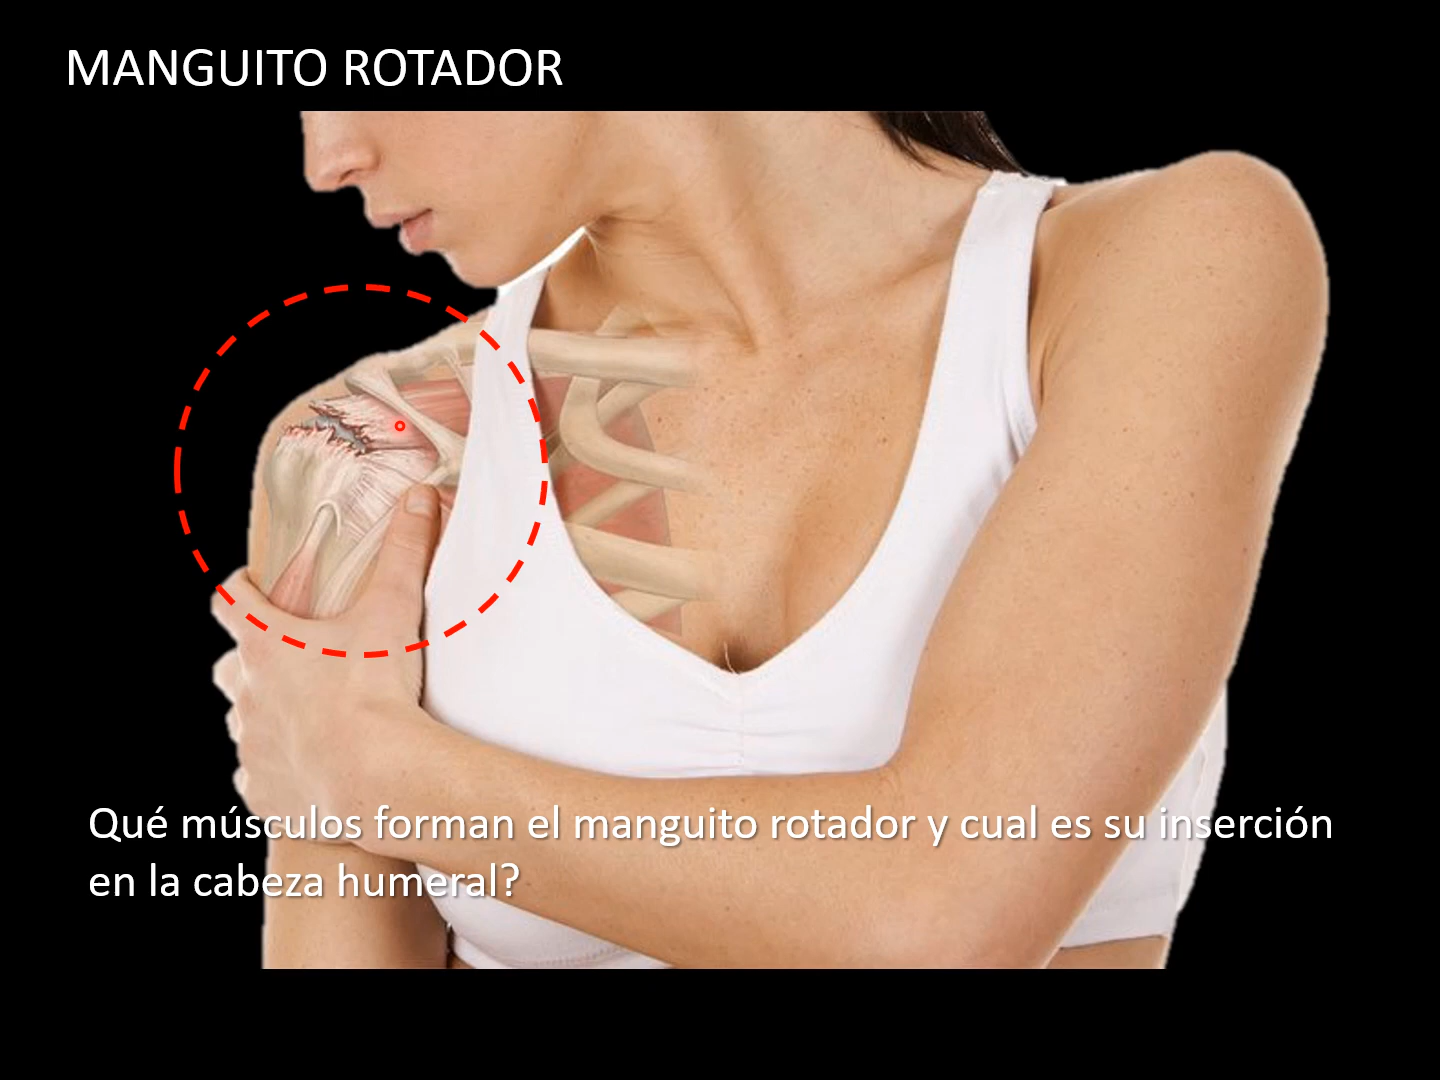 MANGUITO ROTADOR
Qué músculos forman el manguito rotador y cual es su inserción
en la cabeza humeral?